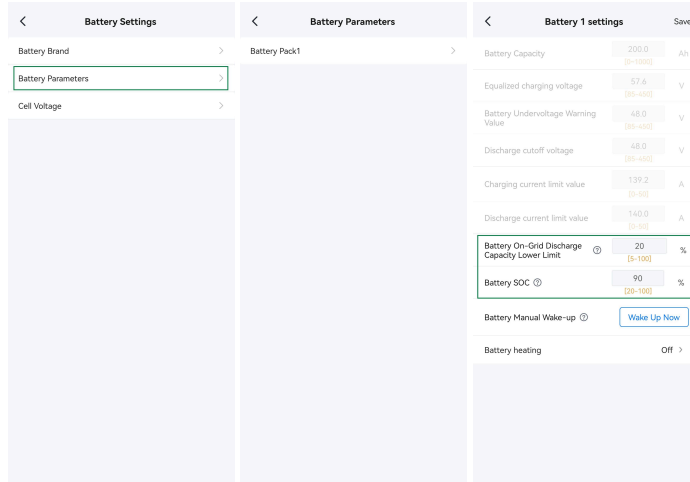 Battery Settings
Battery Brand
Battery Parameters
Cell Voltage
Battery Parameters
Battery Pack1
Battery 1 settings Save
Battery Capacity 200.0 Ah
[0-1000]
Equalized charging voltage 57.6 V
[85-450]
Battery Undervoltage Warning
Value 48.0 V
[85-450]
Discharge cutoff voltage 48.0 V
[85-450]
Charging current limit value 139.2 A
[0-50]
Discharge current limit value 140.0 A
[0-50]
Battery On-Grid Discharge
Capacity Lower Limit ? 20 %
[5-100]
Battery SOC ? 90 %
[20-100]
Battery Manual Wake-up ? Wake Up Now
Battery heating Off >